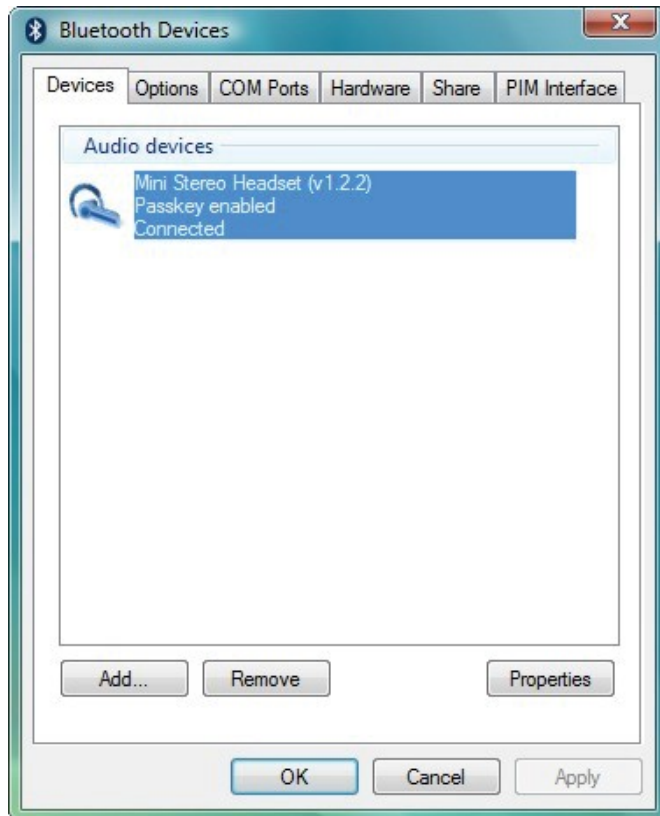 Bluetooth Devices
Devices Options COM Ports Hardware Share PIM Interface
Audio devices
Mini Stereo Headset (v1.2.2)
Passkey enabled
Connected
Add... Remove Properties
OK Cancel Apply